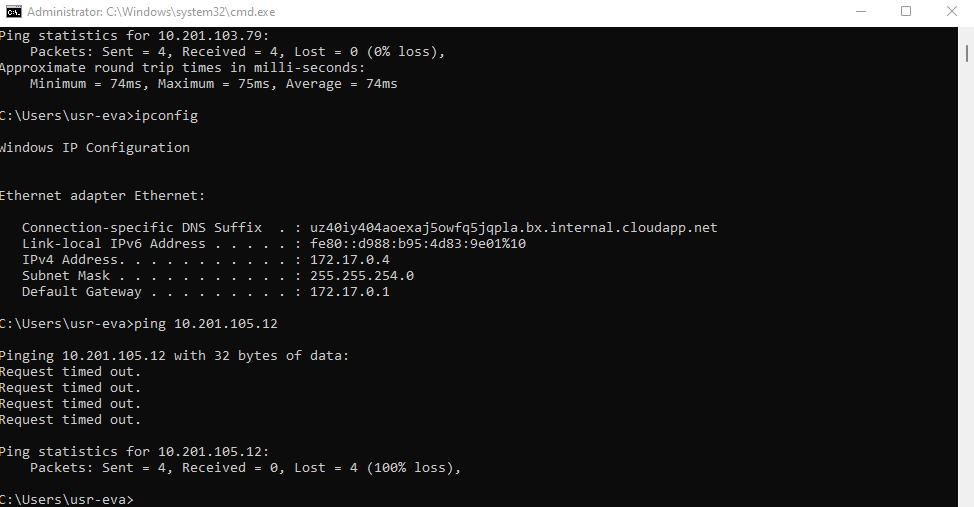 Administrator: C:\Windows\system32\cmd.exe
Ping statistics for 10.201.103.79:
    Packets: Sent = 4, Received = 4, Lost = 0 (0% loss),
Approximate round trip times in milli-seconds:
    Minimum = 74ms, Maximum = 75ms, Average = 74ms
C:\Users\usr-eva>ipconfig
Windows IP Configuration
Ethernet adapter Ethernet:
   Connection-specific DNS Suffix  . : uz40iy404aoexaj5owfq5jqpla.bx.internal.cloudapp.net
   Link-local IPv6 Address . . . . . : fe80::d988:b95:4d83:9e01%10
   IPv4 Address. . . . . . . . . . . : 172.17.0.4
   Subnet Mask . . . . . . . . . . . : 255.255.254.0
   Default Gateway . . . . . . . . . : 172.17.0.1
C:\Users\usr-eva>ping 10.201.105.12
Pinging 10.201.105.12 with 32 bytes of data:
Request timed out.
Request timed out.
Request timed out.
Request timed out.
Ping statistics for 10.201.105.12:
    Packets: Sent = 4, Received = 0, Lost = 4 (100% loss),
C:\Users\usr-eva>